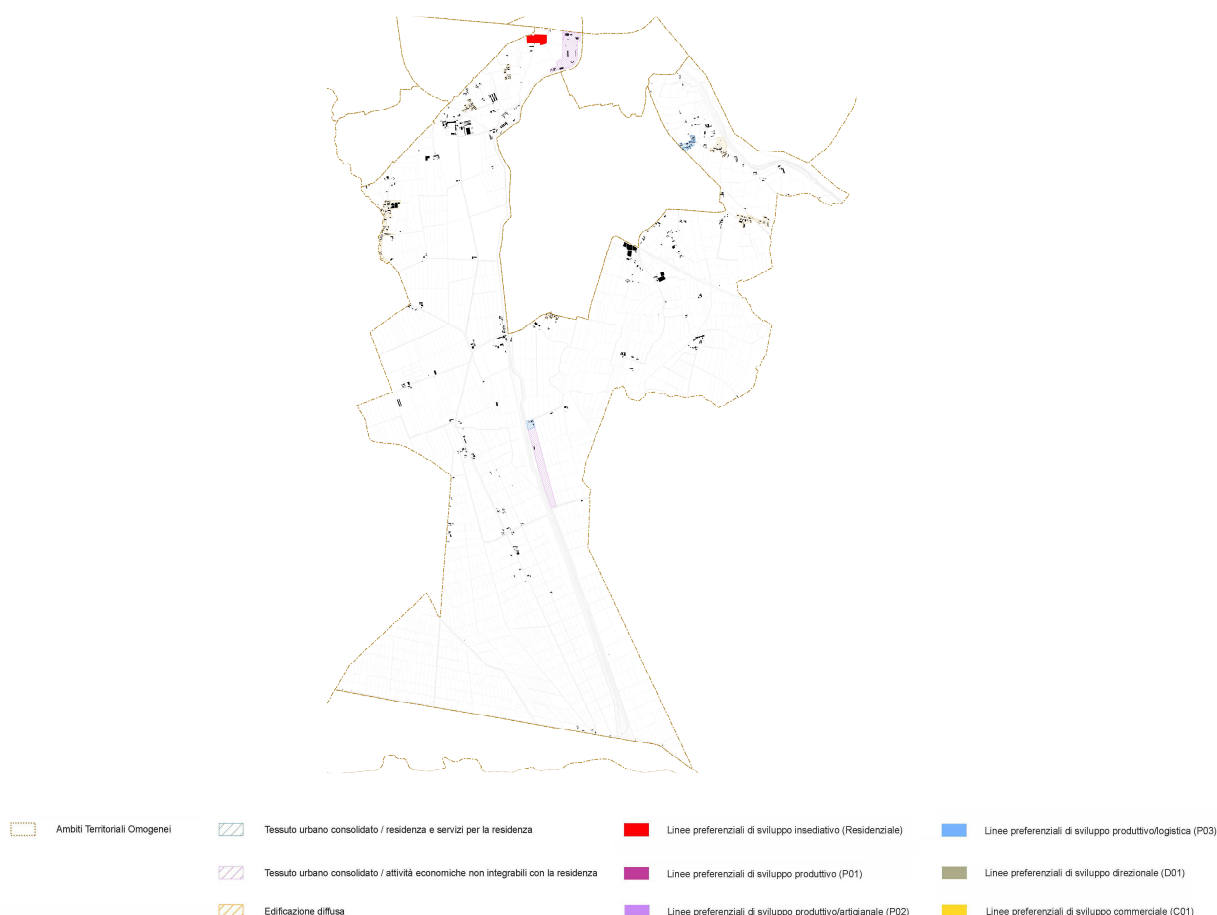 Ambiti Territoriali Omogenei
Tessuto urbano consolidato / residenza e servizi per la residenza
Tessuto urbano consolidato / attività economiche non integrabili con la residenza
Edificazione diffusa
Linee preferenziali di sviluppo insediativo (Residenziale)
Linee preferenziali di sviluppo produttivo (P01)
Linee preferenziali di sviluppo produttivo/artigianale (P02)
Linee preferenziali di sviluppo produttivo/logistica (P03)
Linee preferenziali di sviluppo direzionale (D01)
Linee preferenziali di sviluppo commerciale (C01)